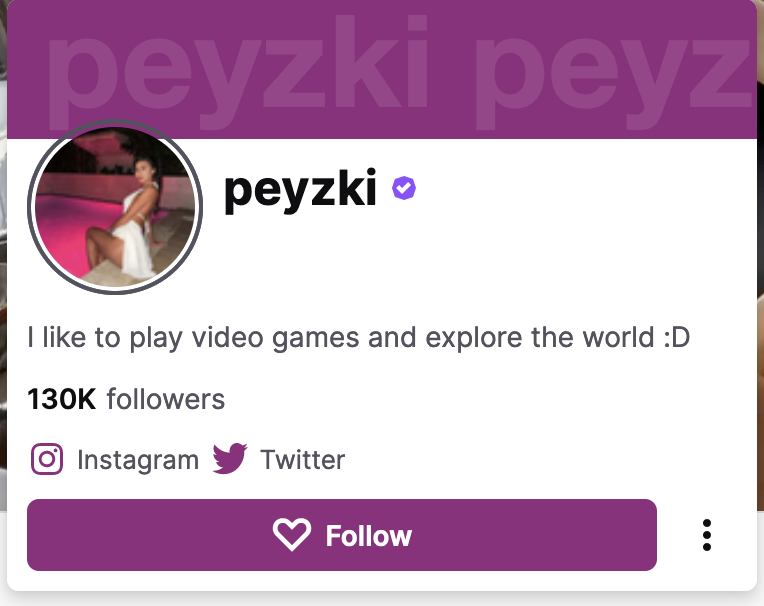 peyzki peyz
peyzki
I like to play video games and explore the world :D
130K followers
Instagram Twitter
Follow